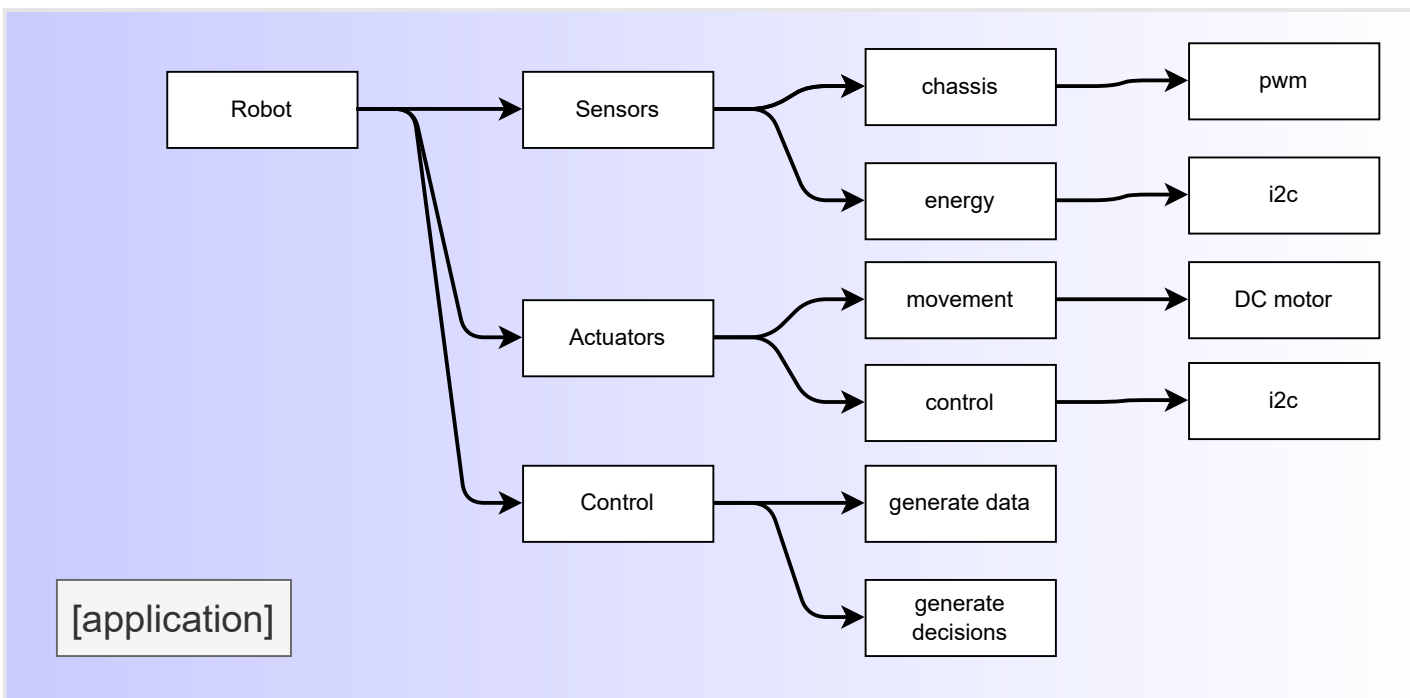 Robot
Sensors
chassis
pwm
energy
i2c
Actuators
movement
DC motor
control
i2c
Control
generate data
generate
decisions
[application]